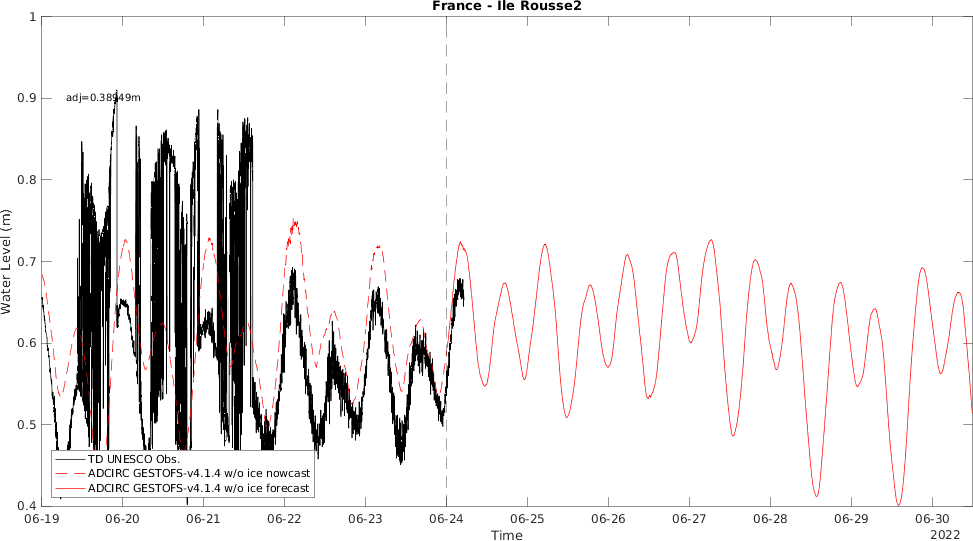 France - Ile Rousse2
1
0.9
0.8
0.7
0.6
0.5
0.4
Water Level (m)
adj=0.38949m
TD UNESCO Obs.
ADCIRC GESTOFS-v4.1.4 w/o ice nowcast
ADCIRC GESTOFS-v4.1.4 w/o ice forecast
06-19 06-20 06-21 06-22 06-23 06-24 06-25 06-26 06-27 06-28 06-29 06-30
Time
2022